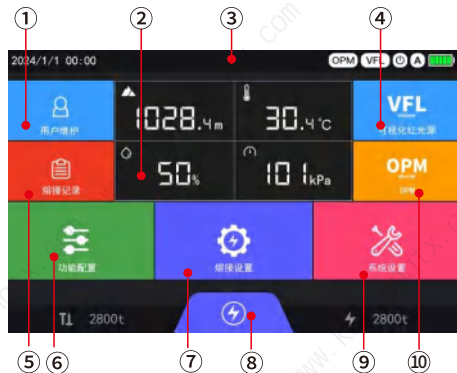 ① ② ③ ④
2024/1/1 00:00 OPM VFL A
用户维护
1028.4m
30.4℃
VFL
可视化红光源
熔接记录
50%
101kPa
OPM
OPM
功能配置
熔接设置
系统设置
2800t
2800t
⑤ ⑥ ⑦ ⑧ ⑨ ⑩